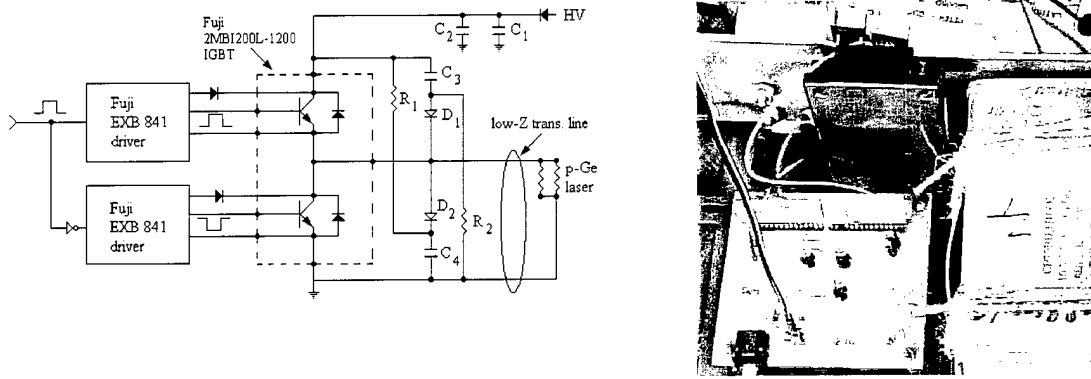 Fuji
2MBI200L-1200
IGBT
HV
C2
C1
C3
Fuji
EXB 841
driver
R1
D1
low-Z trans. line
p-Ge
laser
Fuji
EXB 841
driver
D2
R2
C4